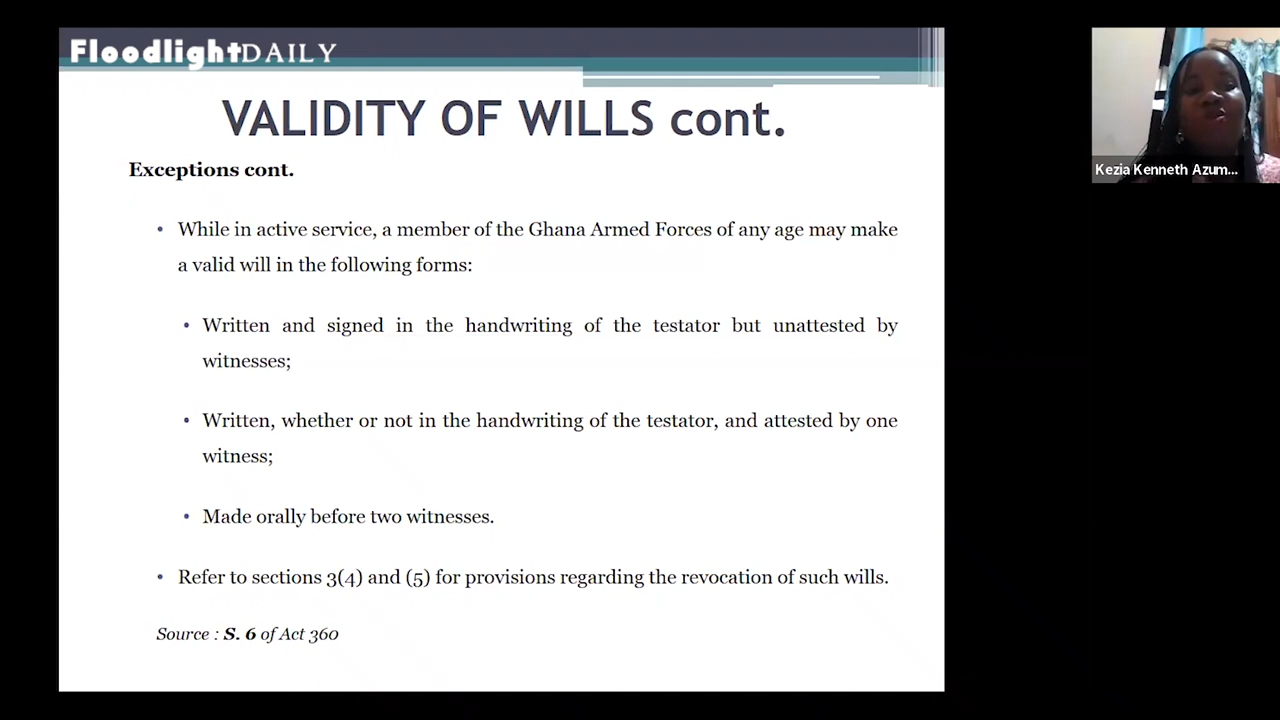 FloodlightDAILY
VALIDITY OF WILLS cont.
Exceptions cont.
• While in active service, a member of the Ghana Armed Forces of any age may make
a valid will in the following forms:
• Written and signed in the handwriting of the testator but unattested by
witnesses;
• Written, whether or not in the handwriting of the testator, and attested by one
witness;
• Made orally before two witnesses.
• Refer to sections 3(4) and (5) for provisions regarding the revocation of such wills.
Source : S. 6 of Act 360
Kezia Kenneth Azum...